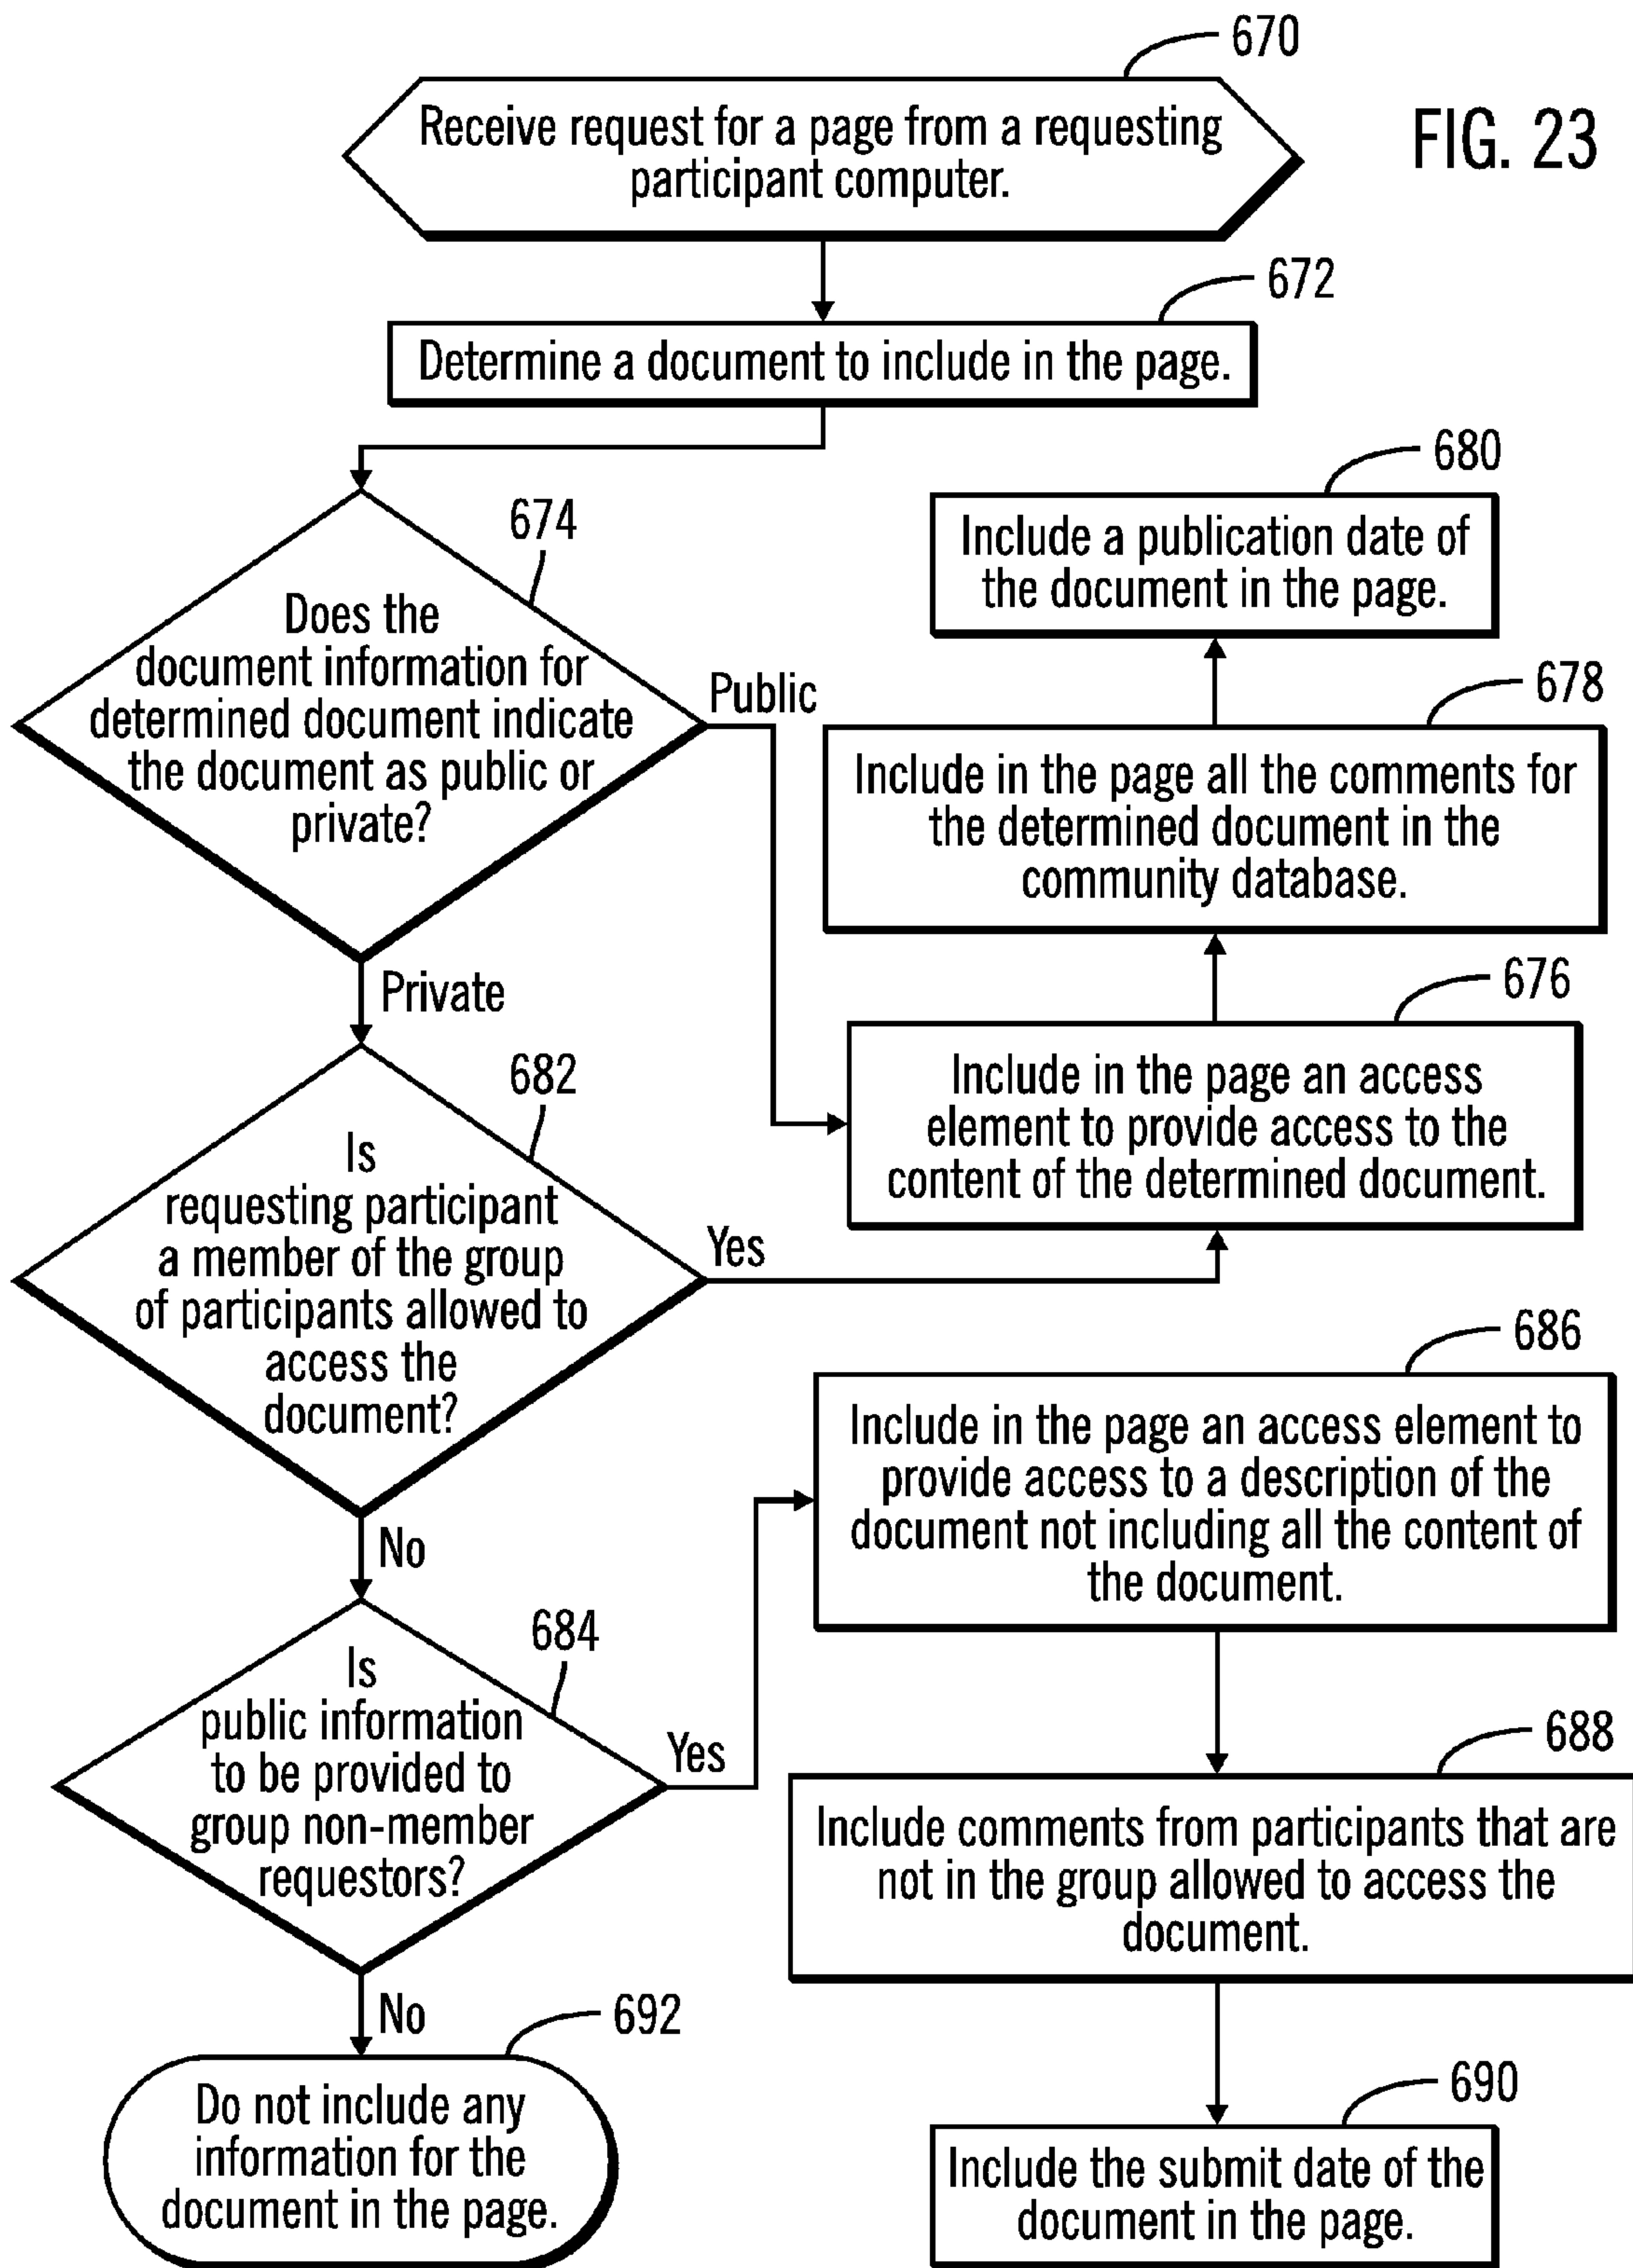 670
FIG. 23
Receive request for a page from a requesting
participant computer.
672
Determine a document to include in the page.
674
Does the
document information for
determined document indicate
the document as public or
private?
Public
Private
680
Include a publication date of
the document in the page.
678
Include in the page all the comments for
the determined document in the
community database.
676
Include in the page an access
element to provide access to the
content of the determined document.
682
Is
requesting participant
a member of the group
of participants allowed to
access the
document?
Yes
No
684
Is
public information
to be provided to
group non-member
requestors?
Yes
No
686
Include in the page an access element to
provide access to a description of the
document not including all the content of
the document.
688
Include comments from participants that are
not in the group allowed to access the
document.
690
Include the submit date of the
document in the page.
692
Do not include any
information for the
document in the page.